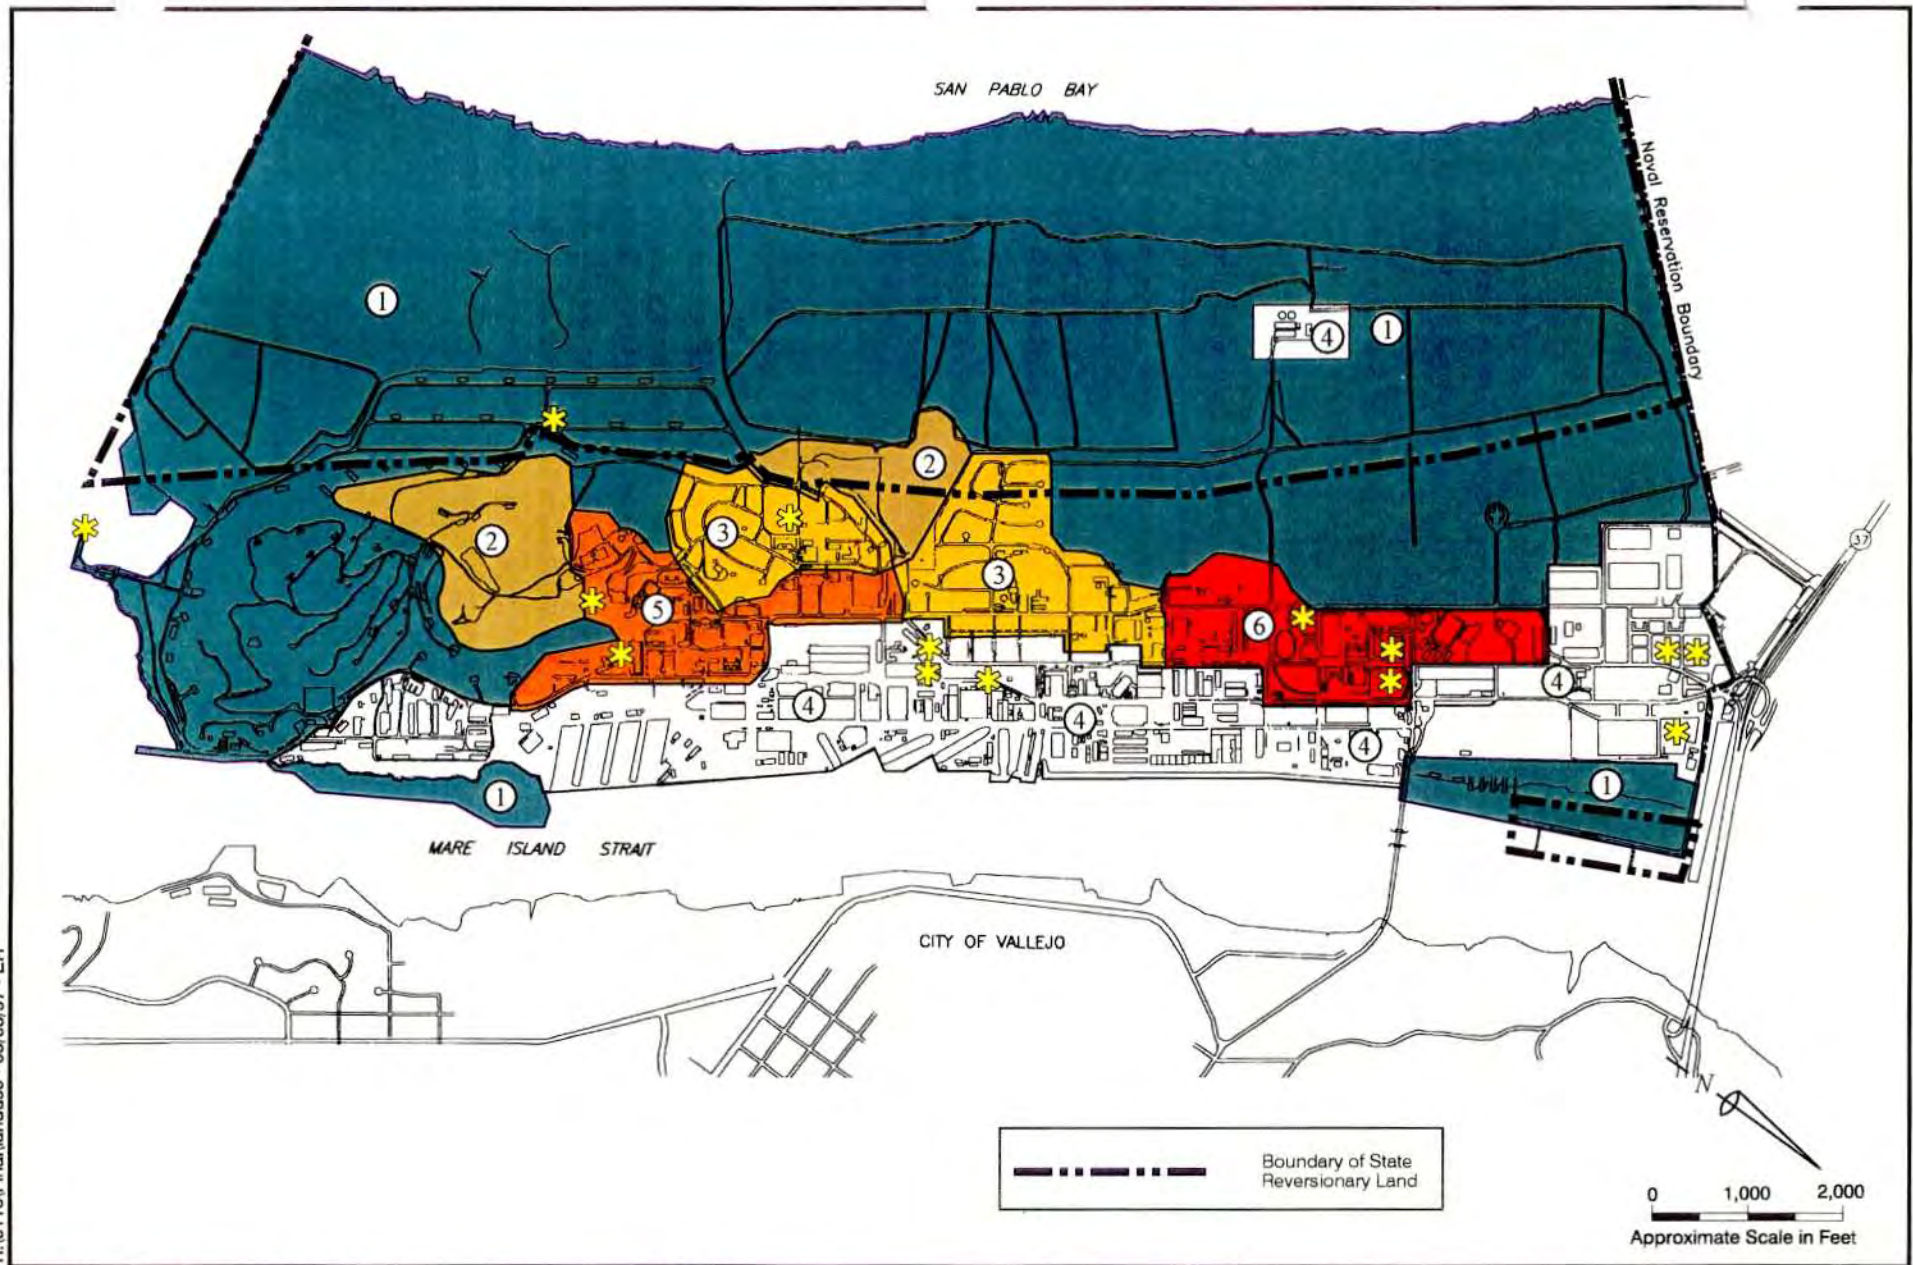 SAN PABLO BAY
Naval Reservation Boundary
1
4
1
2
2
3
3
5
6
37
4
4
4
4
1
1
MARE ISLAND STRAIT
CITY OF VALLEJO
N
Boundary of State
Reversionary Land
0 1,000 2,000
Approximate Scale in Feet